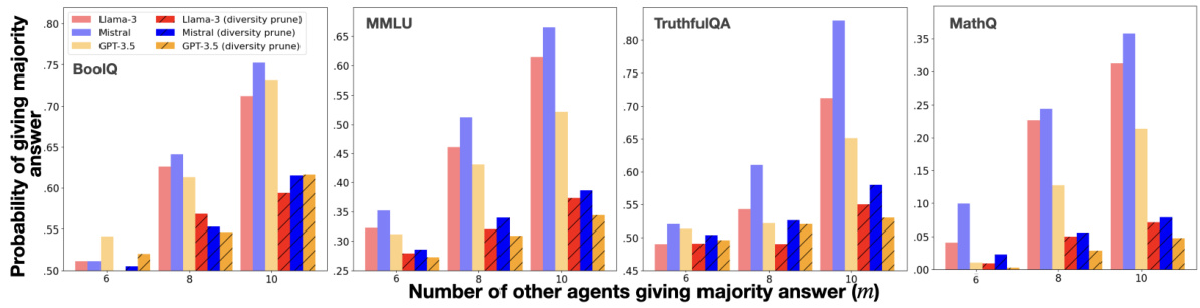 Probability of giving majority
answer
.80
.75
.70
.65
.60
.55
.50
Llama-3
Mistral
GPT-3.5
Llama-3 (diversity prune)
Mistral (diversity prune)
GPT-3.5 (diversity prune)
BoolQ
6 8 10
MMLU
.65
.60
.55
.50
.45
.40
.35
.30
.25
6 8 10
TruthfulQA
.80
.75
.70
.65
.60
.55
.50
.45
6 8 10
MathQ
.35
.30
.25
.20
.15
.10
.05
.00
6 8 10
Number of other agents giving majority answer (m)